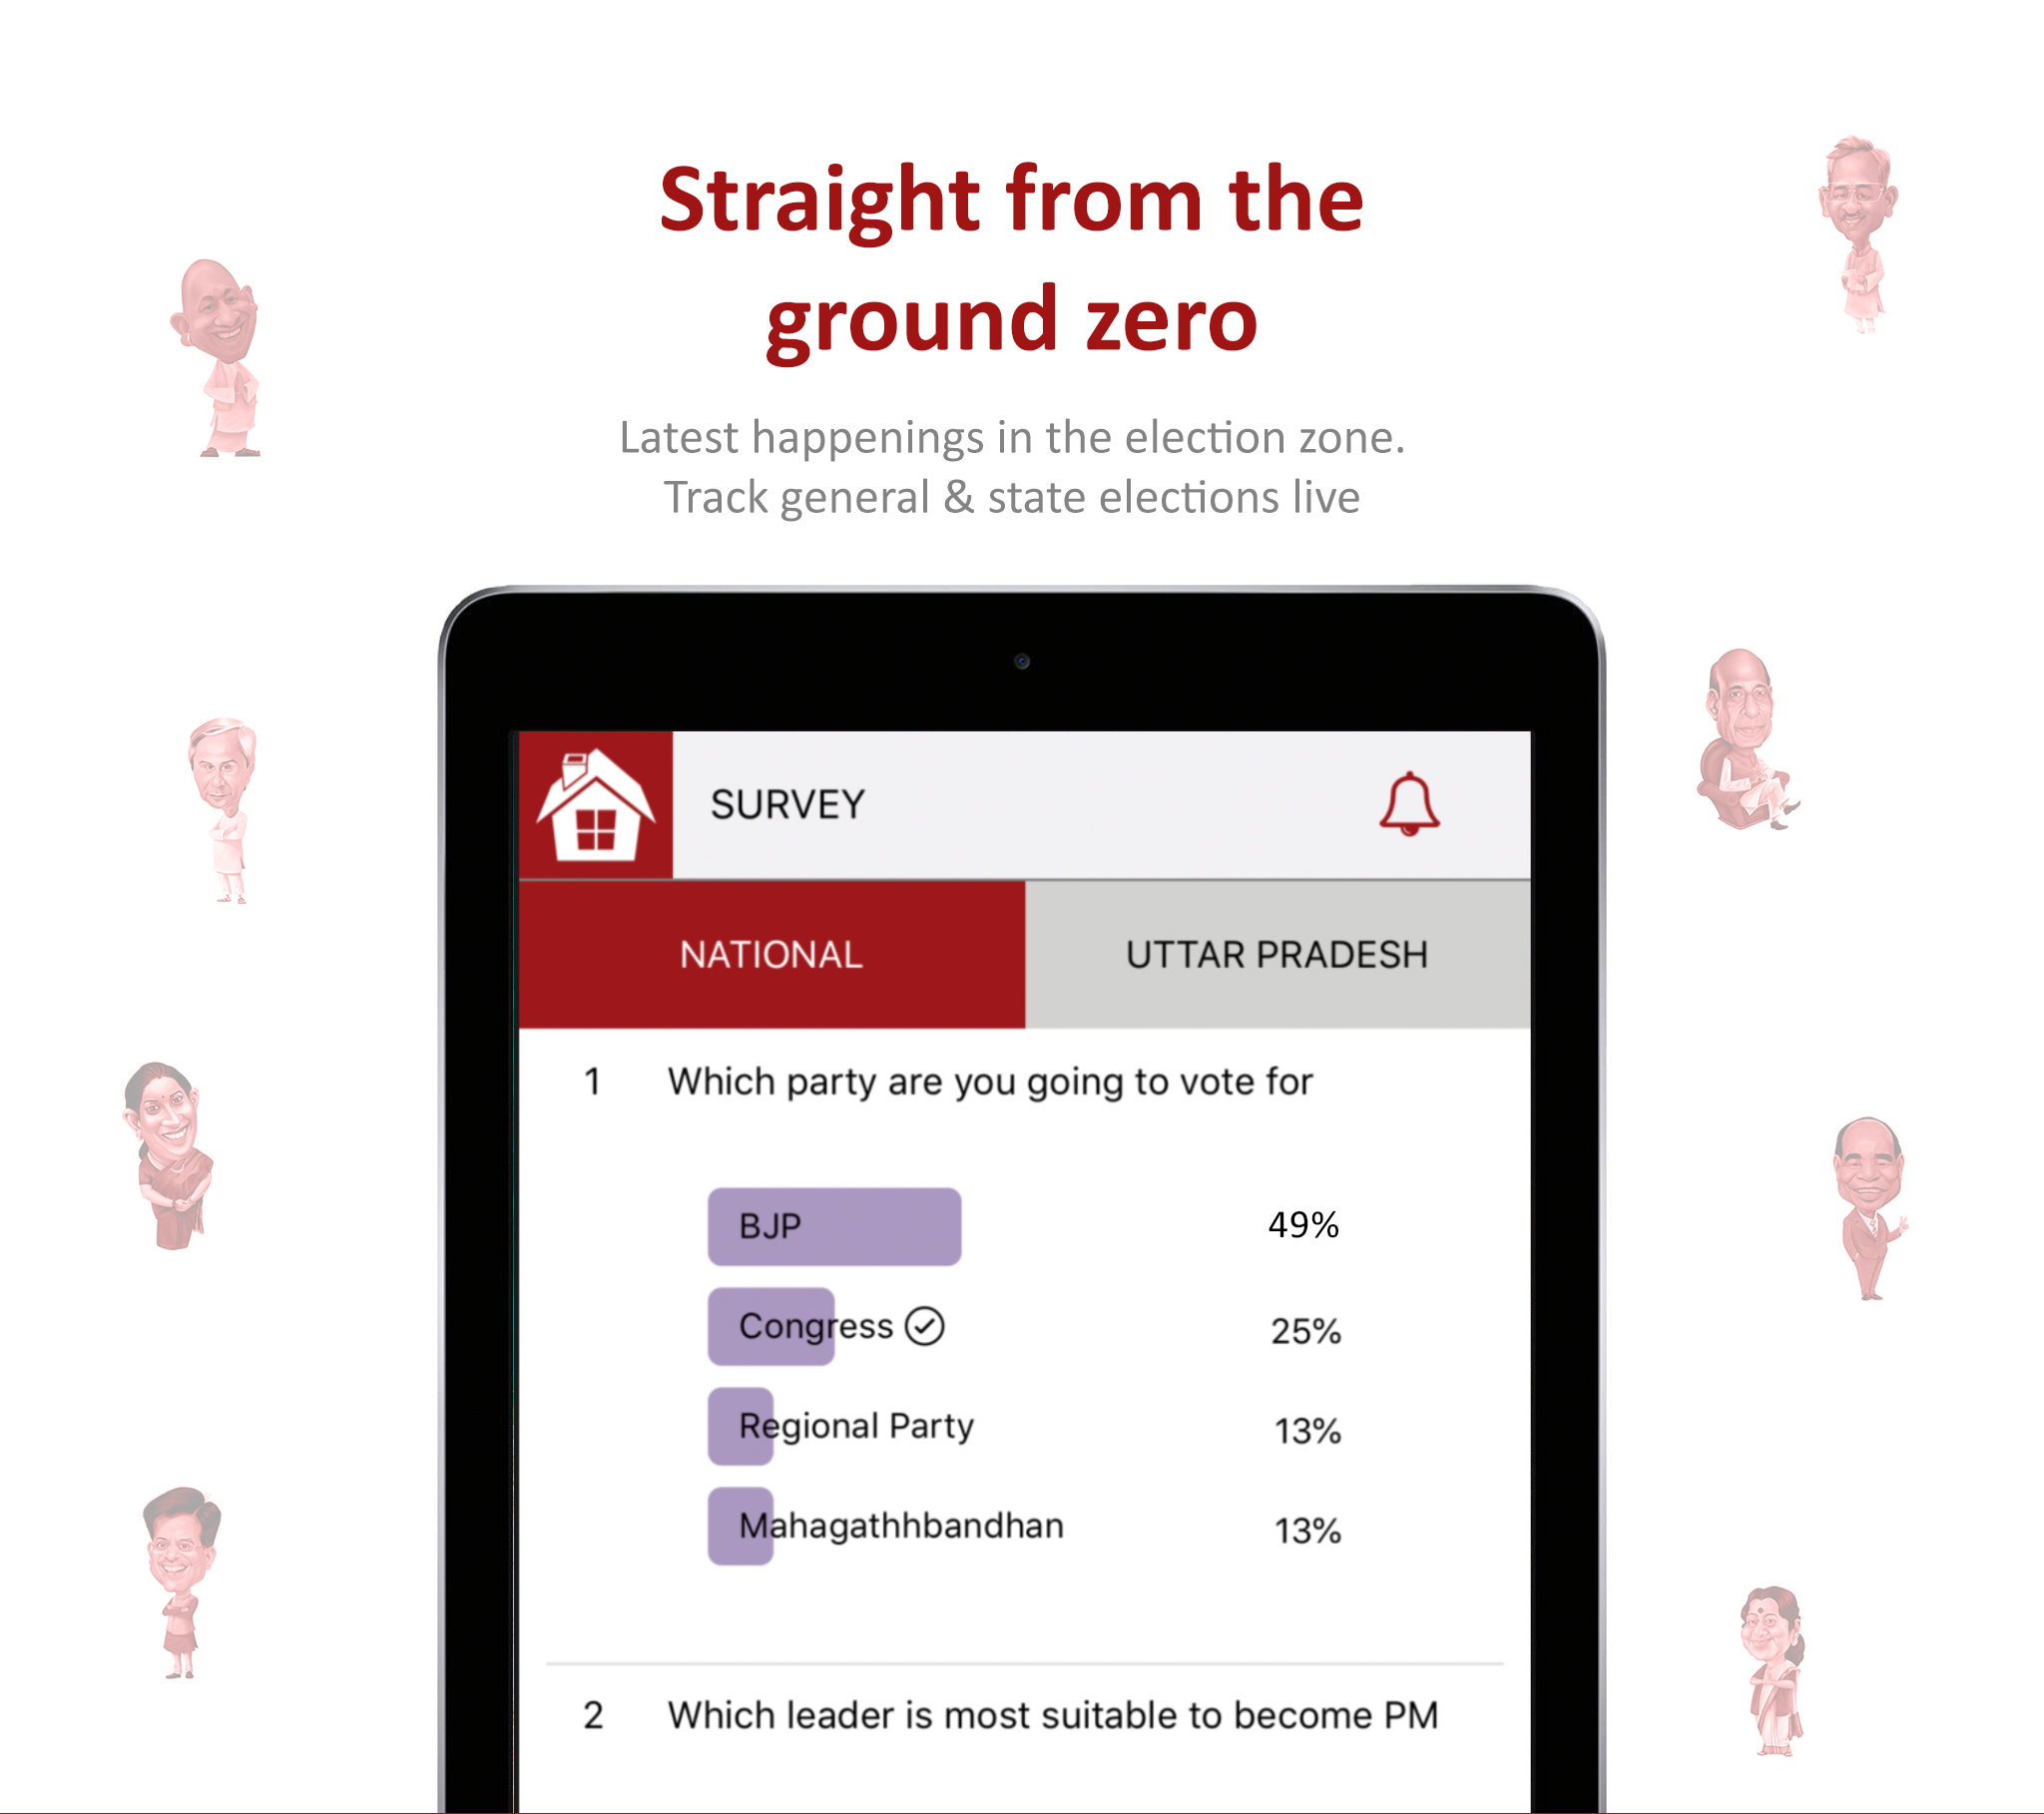 Straight from the
ground zero
Latest happenings in the election zone.
Track general & state elections live
SURVEY
NATIONAL UTTAR PRADESH
1 Which party are you going to vote for
BJP 49%
Congress 25%
Regional Party 13%
Mahagathhbandhan 13%
2 Which leader is most suitable to become PM